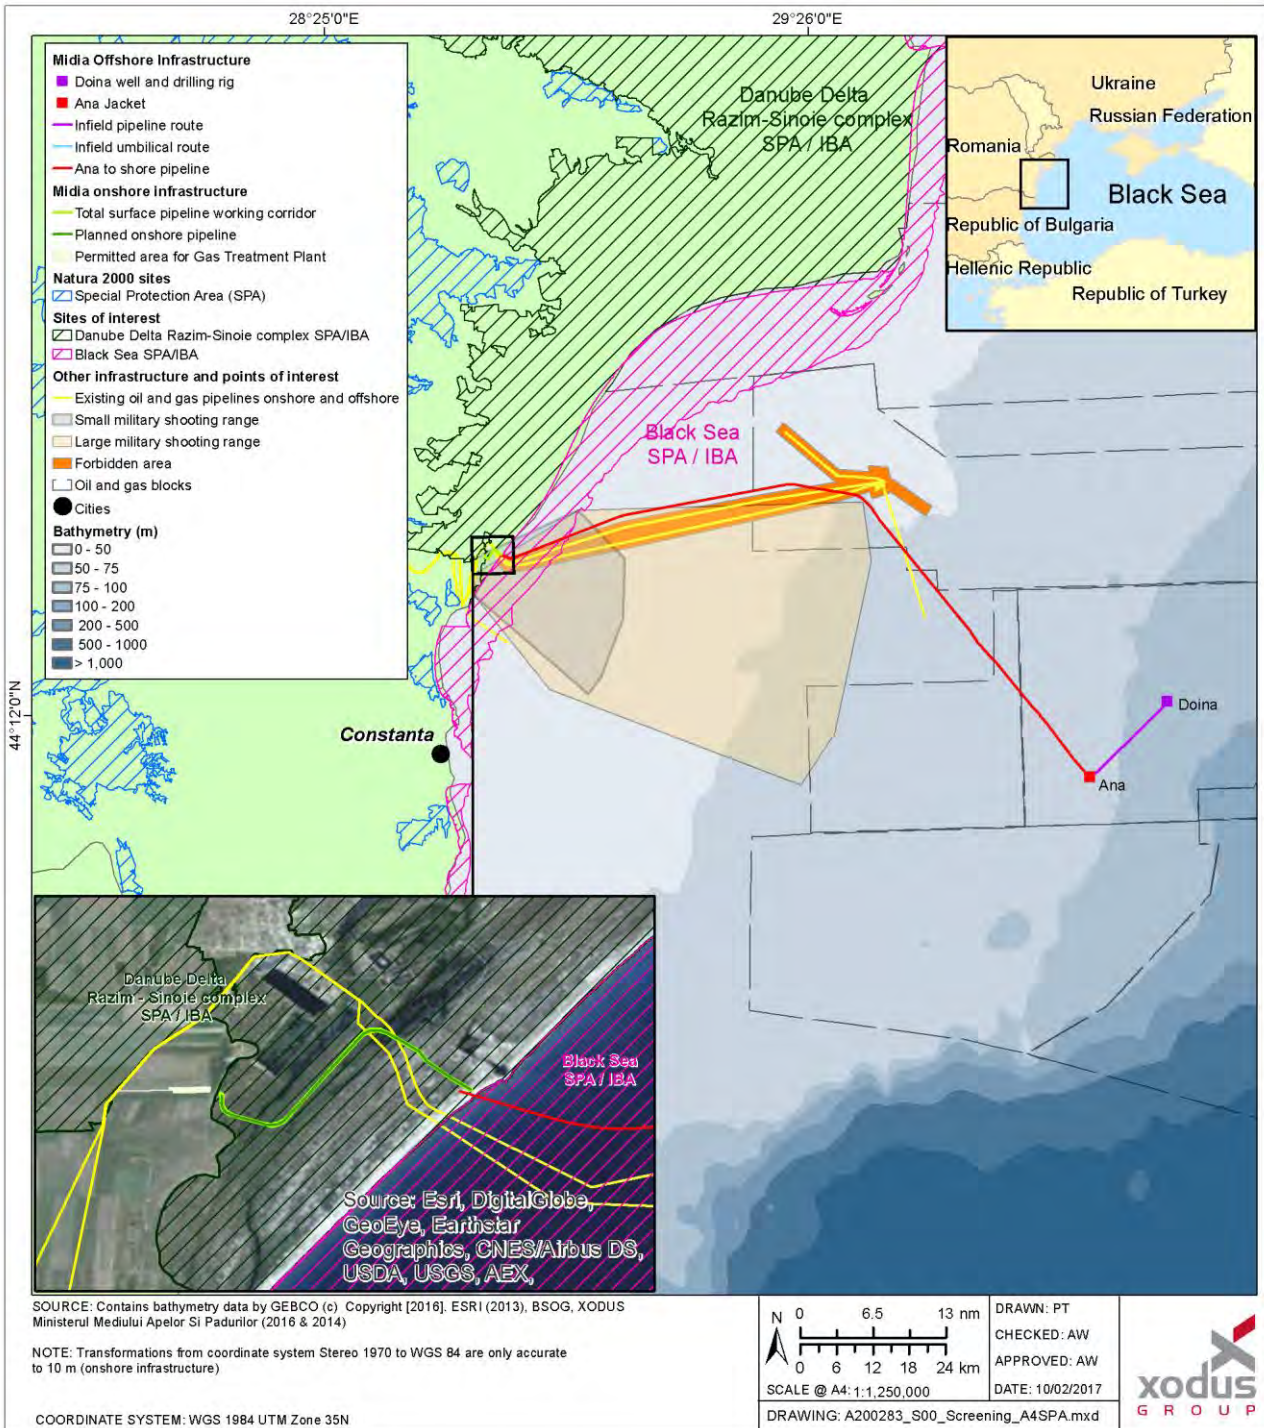 28°25'0"E
29°26'0"E
44°12'0"N
Midia Offshore Infrastructure
Doina well and drilling rig
Ana Jacket
Infield pipeline route
Infield umbilical route
Ana to shore pipeline
Midia onshore infrastructure
Total surface pipeline working corridor
Planned onshore pipeline
Permitted area for Gas Treatment Plant
Natura 2000 sites
Special Protection Area (SPA)
Sites of interest
Danube Delta Razim-Sinoie complex SPA/IBA
Black Sea SPA/IBA
Other infrastructure and points of interest
Existing oil and gas pipelines onshore and offshore
Small military shooting range
Large military shooting range
Forbidden area
Oil and gas blocks
Cities
Bathymetry (m)
0 - 50
50 - 75
75 - 100
100 - 200
200 - 500
500 - 1000
> 1,000
Danube Delta
Razim-Sinoie complex
SPA / IBA
Ukraine
Russian Federation
Romania
Black Sea
Republic of Bulgaria
Hellenic Republic
Republic of Turkey
Black Sea
SPA / IBA
Doina
Ana
Constanta
Danube Delta
Razim - Sinoie complex
SPA / IBA
Black Sea
SPA / IBA
Source: Esri, DigitalGlobe,
GeoEye, Earthstar
Geographics, CNES/Airbus DS,
USDA, USGS, AEX,
SOURCE: Contains bathymetry data by GEBCO (c) Copyright [2016]. ESRI (2013), BSOG, XODUS
Ministerul Mediului Apelor Si Padurilor (2016 & 2014)
NOTE: Transformations from coordinate system Stereo 1970 to WGS 84 are only accurate
to 10 m (onshore infrastructure)
COORDINATE SYSTEM: WGS 1984 UTM Zone 35N
N
0 6.5 13 nm
0 6 12 18 24 km
SCALE @ A4: 1:1,250,000
DRAWN: PT
CHECKED: AW
APPROVED: AW
DATE: 10/02/2017
DRAWING: A200283_S00_Screening_A4SPA.mxd
xodus
GROUP